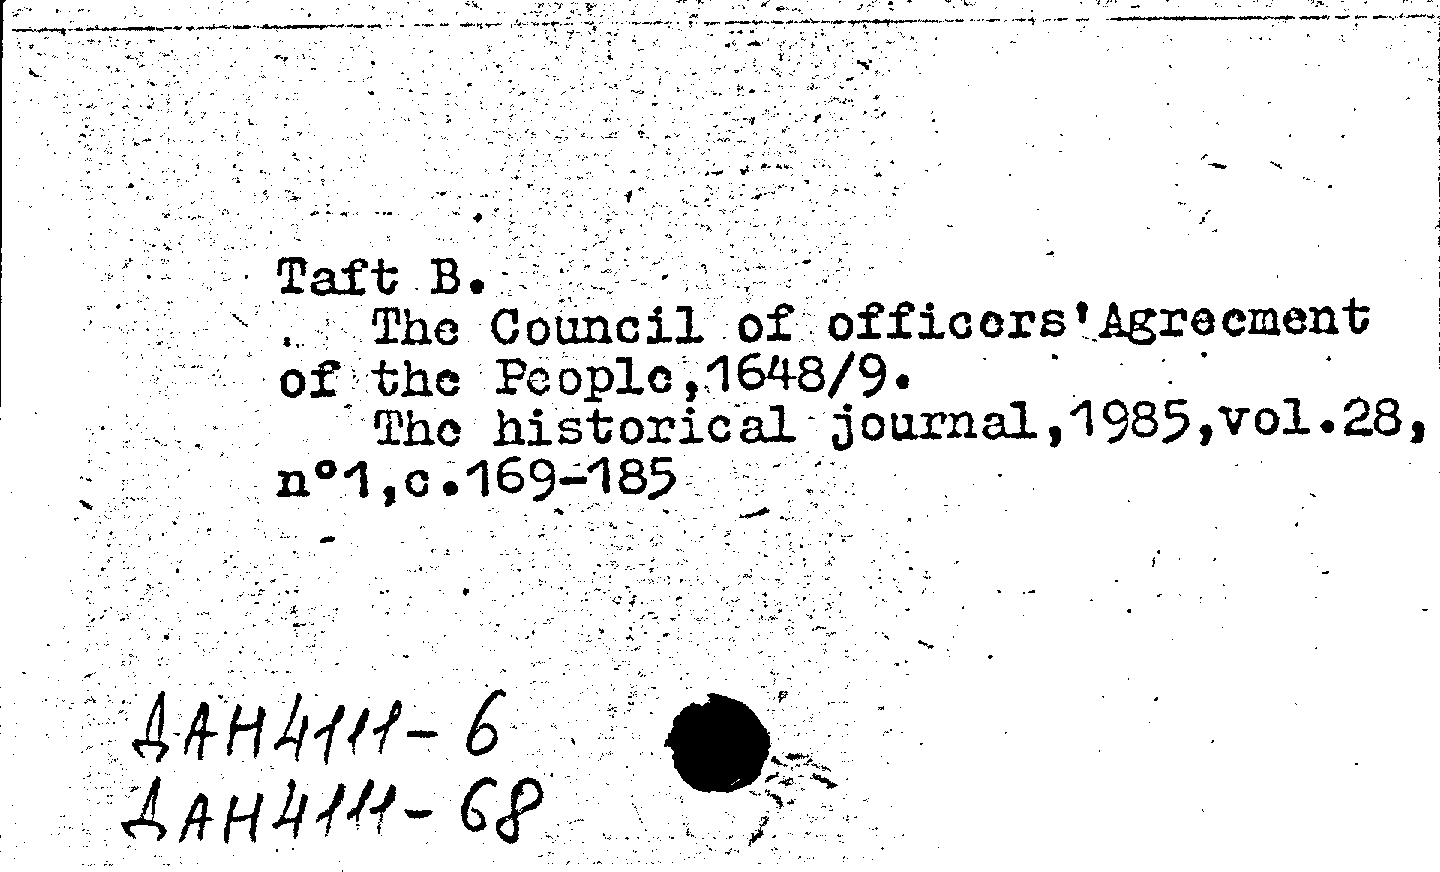 Taft B.
The Council of officers'Agreement
of the People,1648/9.
The historical journal,1985,vol.28,
n°1,c.169-185
ДАН4111-6
ДАН4111-68